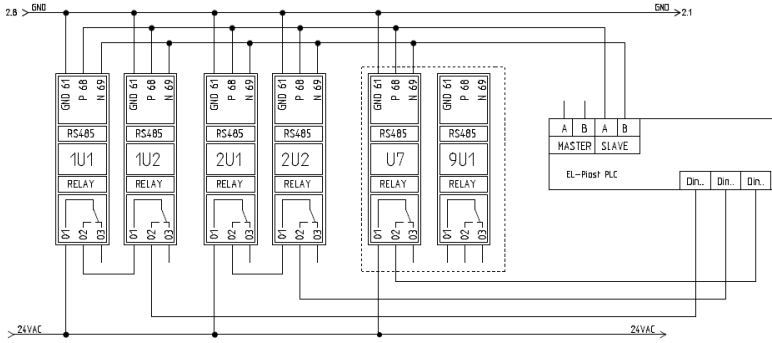 2.8 GND GND 2.1
GND 61 P 68 N 69 GND 61 P 68 N 69 GND 61 P 68 N 69 GND 61 P 68 N 69 GND 61 P 68 N 69 GND 61 P 68 N 69
A B A B
RS485 RS485 RS485 RS485 RS485 RS485
MASTER SLAVE
1U1 1U2 2U1 2U2 U7 9U1
EL-Piast PLC
RELAY RELAY RELAY RELAY RELAY RELAY
Din.. Din.. Din..
01 02 03 01 02 03 01 02 03 01 02 03 01 02 03 01 02 03
24VAC 24VAC